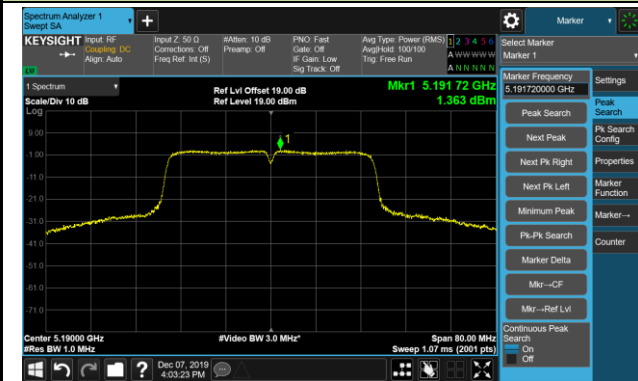 Spectrum Analyzer 1
Swept SA
+
Marker
KEYSIGHT
Input: RF
Coupling: DC
Align: Auto
Input Z: 50 Ω
Corrections: Off
Freq Ref: Int (S)
#Atten: 10 dB
Preamp: Off
PNO: Fast
Gate: Off
IF Gain: Low
Sig Track: Off
Avg Type: Power (RMS)
Avg|Hold: 100/100
Trig: Free Run
1 2 3 4 5 6
A W W W W W
A N N N N N
Select Marker
Marker 1
1 Spectrum
Scale/Div 10 dB
Log
Ref Lvl Offset 19.00 dB
Ref Level 19.00 dBm
Mkr1 5.191 72 GHz
1.363 dBm
Marker Frequency
5.191720000 GHz
Settings
Peak Search
Peak
Search
Next Peak
Pk Search
Config
Next Pk Right
Properties
Next Pk Left
Marker
Function
Minimum Peak
Marker→
Pk-Pk Search
Counter
Marker Delta
Mkr→CF
Mkr→Ref Lvl
Continuous Peak
Search
On
Off
1
9.00
1.00
-11.0
-21.0
-31.0
-41.0
-51.0
-61.0
-71.0
Center 5.19000 GHz
#Res BW 1.0 MHz
#Video BW 3.0 MHz*
Span 80.00 MHz
Sweep 1.07 ms (2001 pts)
?
Dec 07, 2019
4:03:23 PM